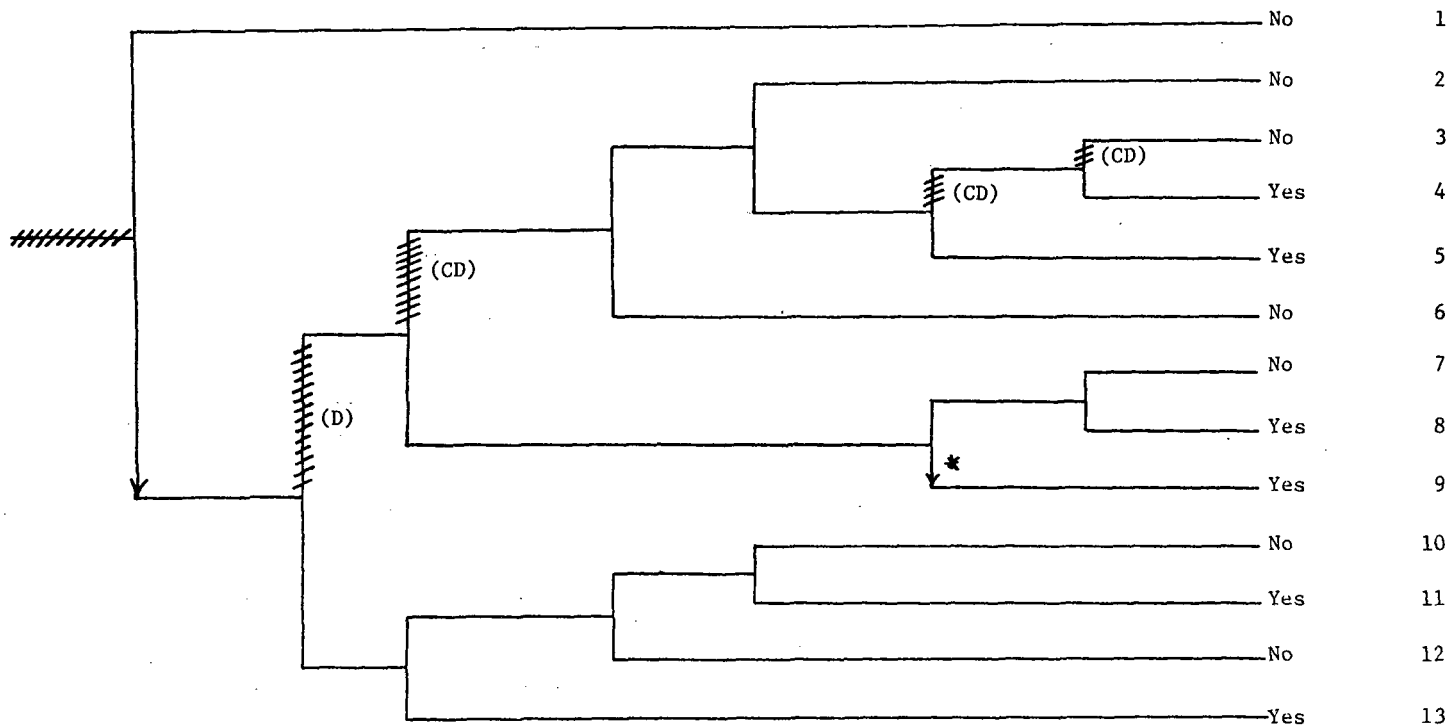 No 1
No 2
No 3
(CD)
(CD)
Yes 4
Yes 5
(CD)
No 6
No 7
(D)
Yes 8
*
Yes 9
No 10
Yes 11
No 12
Yes 13